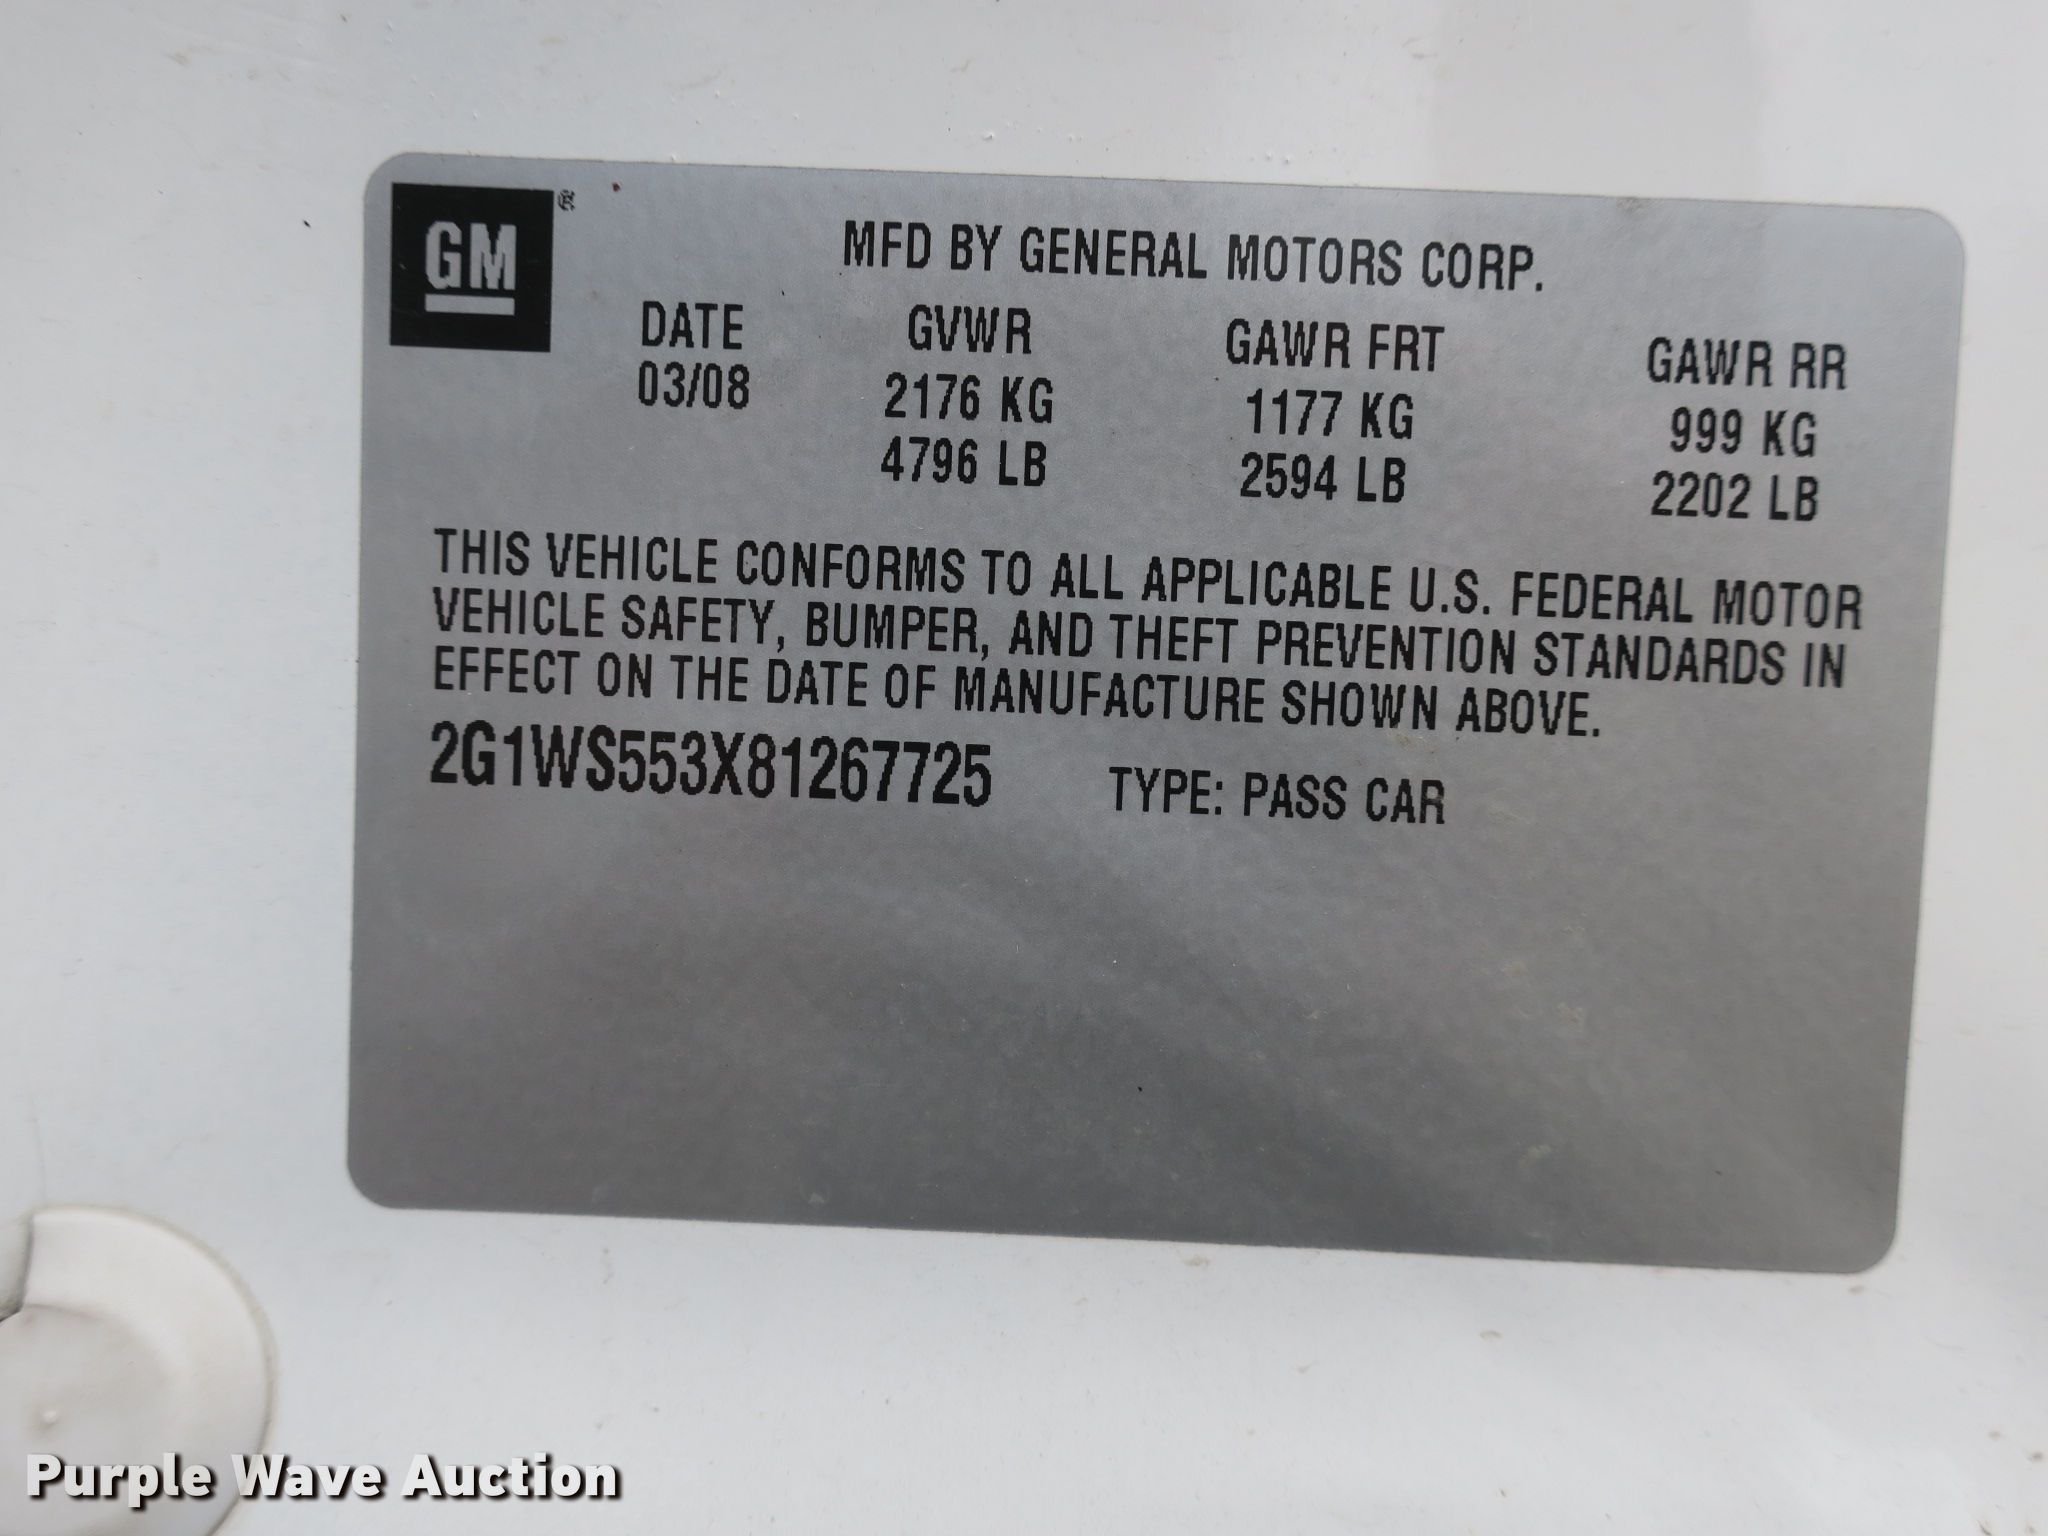 GM ®
MFD BY GENERAL MOTORS CORP.
DATE GVWR GAWR FRT GAWR RR
03/08 2176 KG 1177 KG 999 KG
4796 LB 2594 LB 2202 LB
THIS VEHICLE CONFORMS TO ALL APPLICABLE U.S. FEDERAL MOTOR
VEHICLE SAFETY, BUMPER, AND THEFT PREVENTION STANDARDS IN
EFFECT ON THE DATE OF MANUFACTURE SHOWN ABOVE.
2G1WS553X81267725 TYPE: PASS CAR
Purple Wave Auction